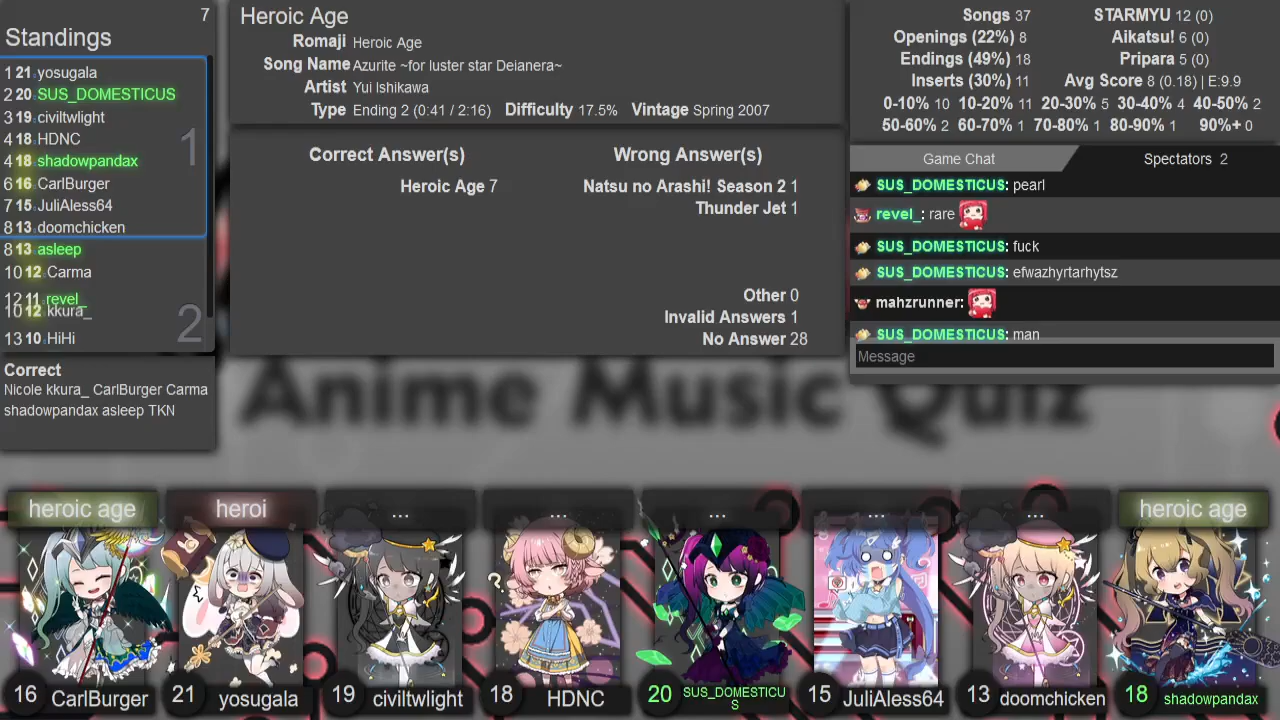 7
Standings
1 21 yosugala
2 20 SUS_DOMESTICUS
3 19 civiltwlight
4 18 HDNC
4 18 shadowpandax
6 16 CarlBurger
7 15 JuliAless64
8 13 doomchicken
1
8 13 asleep
10 12 Carma
12 11 revel_
10 12 kkura_
13 10 HiHi
2
Correct
Nicole kkura_ CarlBurger Carma
shadowpandax asleep TKN
Heroic Age
Romaji Heroic Age
Song Name Azurite ~for luster star Deianera~
Artist Yui Ishikawa
Type Ending 2 (0:41 / 2:16) Difficulty 17.5% Vintage Spring 2007
Correct Answer(s) Wrong Answer(s)
Heroic Age 7 Natsu no Arashi! Season 2 1
Thunder Jet 1
Other 0
Invalid Answers 1
No Answer 28
Songs 37 STARMYU 12 (0)
Openings (22%) 8 Aikatsu! 6 (0)
Endings (49%) 18 Pripara 5 (0)
Inserts (30%) 11 Avg Score 8 (0.18) | E:9.9
0-10% 10 10-20% 11 20-30% 5 30-40% 4 40-50% 2
50-60% 2 60-70% 1 70-80% 1 80-90% 1 90%+ 0
Game Chat Spectators 2
SUS_DOMESTICUS: pearl
revel_: rare
SUS_DOMESTICUS: fuck
SUS_DOMESTICUS: efwazhyrtarhytsz
mahzrunner:
SUS_DOMESTICUS: man
Message
Anime Music Quiz
heroic age heroi ... ... ... ... ... heroic age
16 CarlBurger 21 yosugala 19 civiltwlight 18 HDNC 20 SUS_DOMESTICUS 15 JuliAless64 13 doomchicken 18 shadowpandax